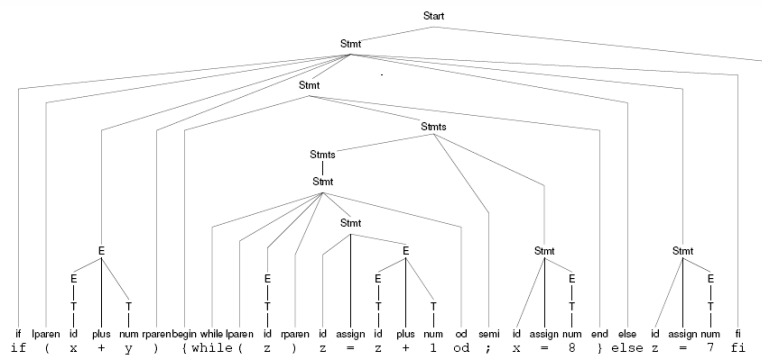 Start
Stmt
Stmt
Stmts
Stmts
Stmt
Stmt
E E Stmt Stmt
E E E E E
T T T T T T T
if lparen id plus num rparen begin while lparen id rparen id assign id plus num od semi id assign num end else id assign num fi
if ( x + y ) { while ( z ) z = z + 1 od ; x = 8 } else z = 7 fi